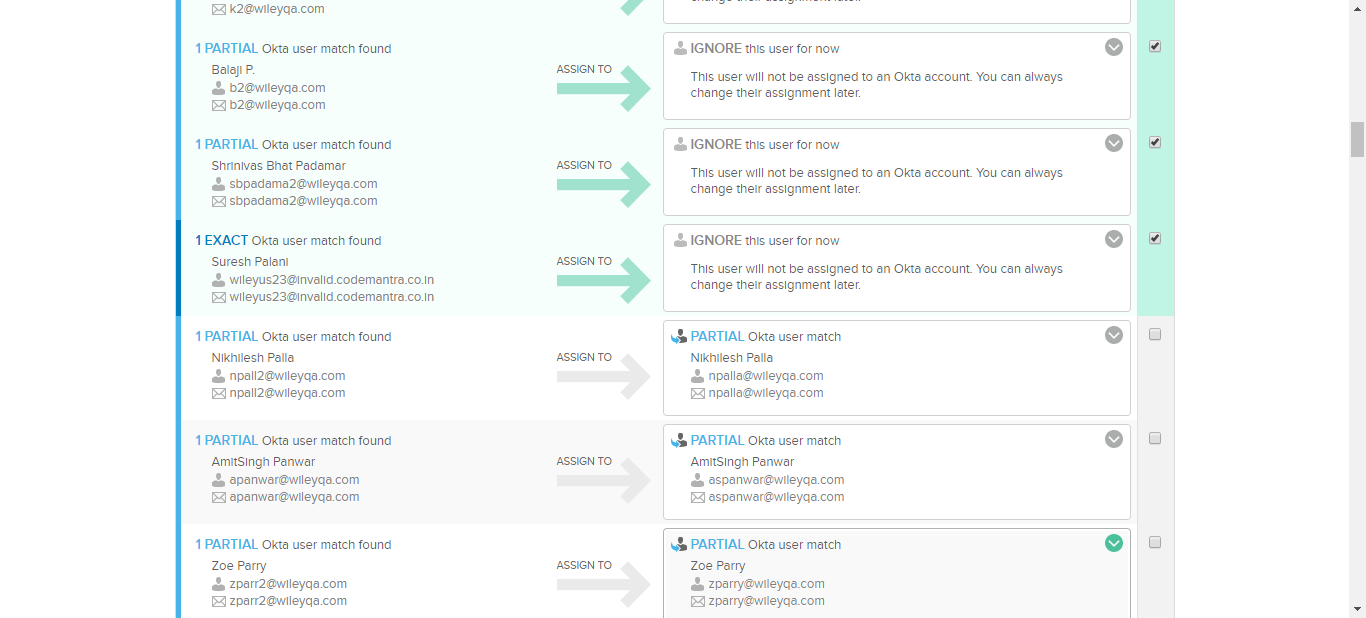 k2@wileyqa.com
change their assignment later.
1 PARTIAL Okta user match found
Balaji P.
b2@wileyqa.com
b2@wileyqa.com
ASSIGN TO
IGNORE this user for now
This user will not be assigned to an Okta account. You can always
change their assignment later.
1 PARTIAL Okta user match found
Shrinivas Bhat Padamar
sbpadama2@wileyqa.com
sbpadama2@wileyqa.com
ASSIGN TO
IGNORE this user for now
This user will not be assigned to an Okta account. You can always
change their assignment later.
1 EXACT Okta user match found
Suresh Palani
wileyus23@invalid.codemantra.co.in
wileyus23@invalid.codemantra.co.in
ASSIGN TO
IGNORE this user for now
This user will not be assigned to an Okta account. You can always
change their assignment later.
1 PARTIAL Okta user match found
Nikhilesh Palla
npall2@wileyqa.com
npall2@wileyqa.com
ASSIGN TO
PARTIAL Okta user match
Nikhilesh Palla
npalla@wileyqa.com
npalla@wileyqa.com
1 PARTIAL Okta user match found
AmitSingh Panwar
apanwar@wileyqa.com
apanwar@wileyqa.com
ASSIGN TO
PARTIAL Okta user match
AmitSingh Panwar
aspanwar@wileyqa.com
aspanwar@wileyqa.com
1 PARTIAL Okta user match found
Zoe Parry
zparr2@wileyqa.com
zparr2@wileyqa.com
ASSIGN TO
PARTIAL Okta user match
Zoe Parry
zparry@wileyqa.com
zparry@wileyqa.com